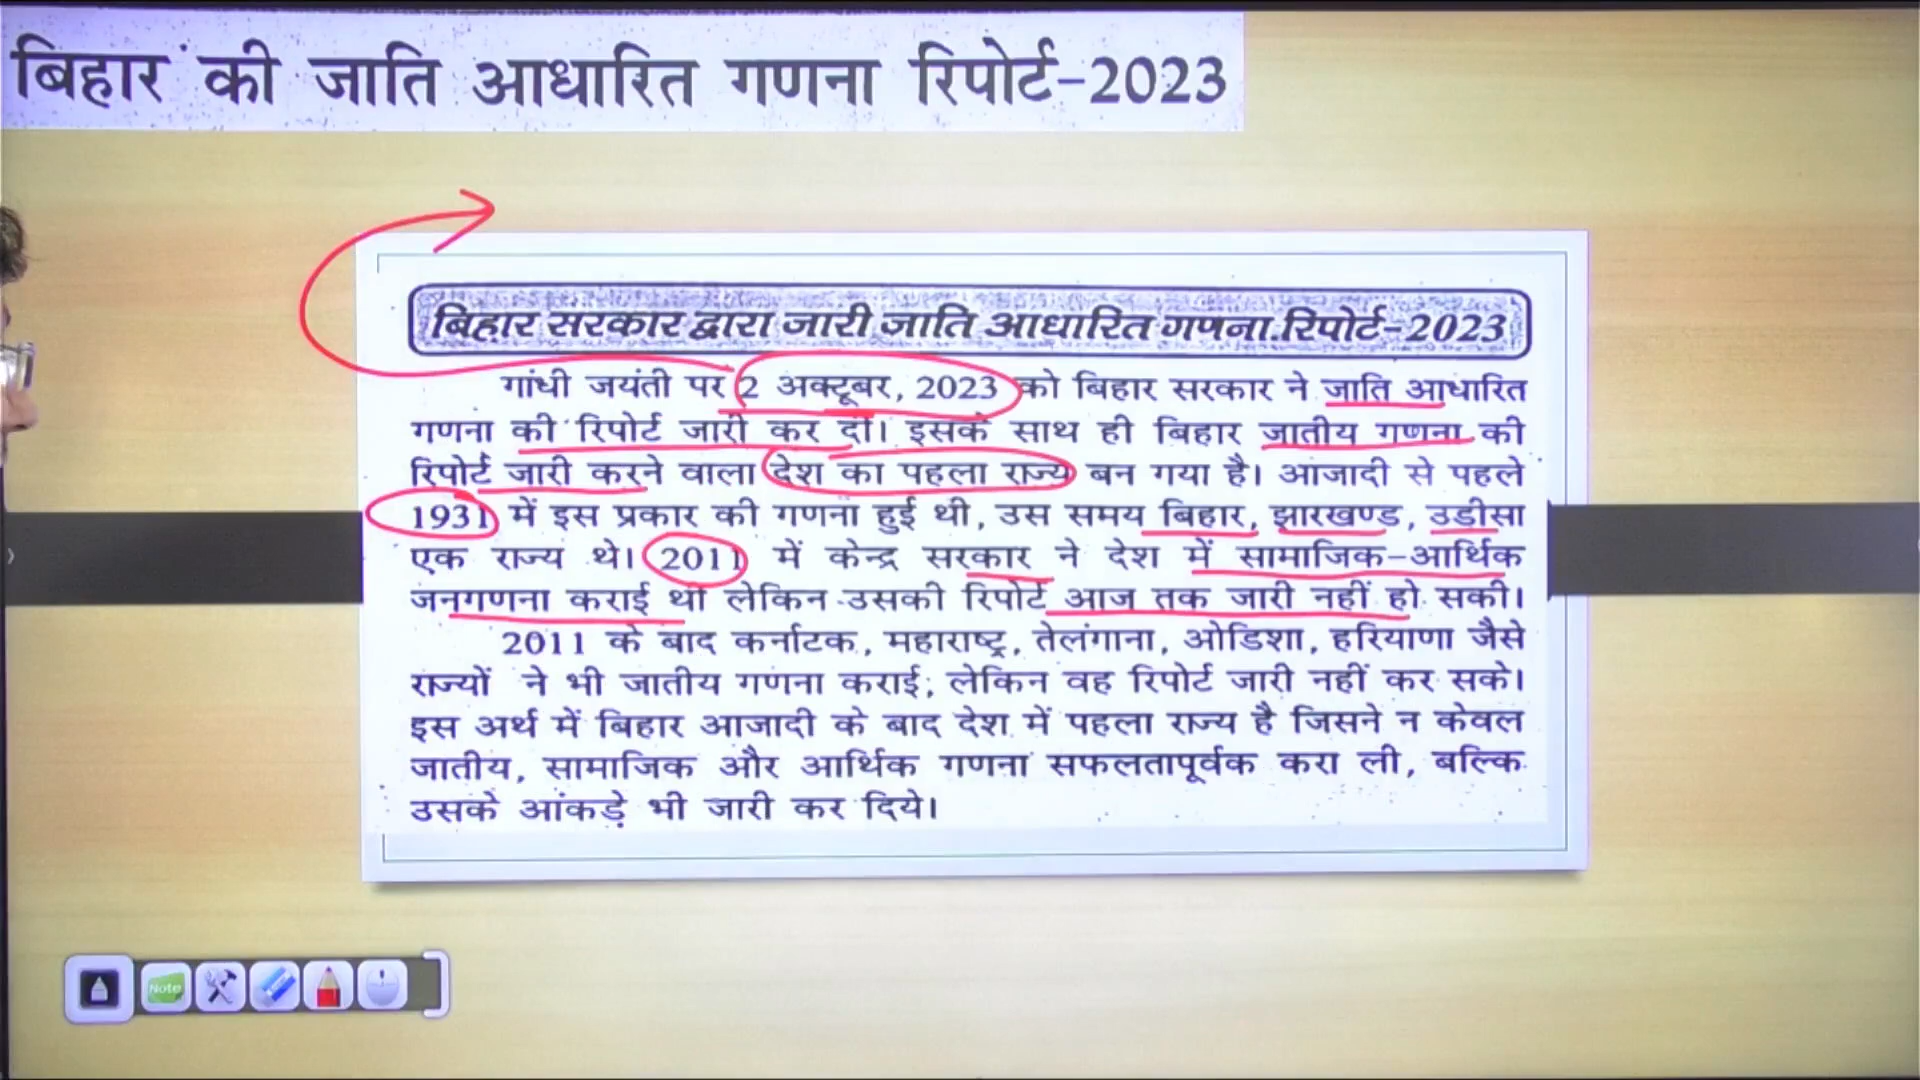 बिहार की जाति आधारित गणना रिपोर्ट-2023
बिहार सरकार द्वारा जारी जाति आधारित गणना रिपोर्ट-2023
गांधी जयंती पर 2 अक्टूबर, 2023 को बिहार सरकार ने जाति आधारित
गणना की रिपोर्ट जारी कर दी। इसके साथ ही बिहार जातीय गणना की
रिपोर्ट जारी करने वाला देश का पहला राज्य बन गया है। आजादी से पहले
1931 में इस प्रकार की गणना हुई थी, उस समय बिहार, झारखण्ड, उडीसा
एक राज्य थे। 2011 में केन्द्र सरकार ने देश में सामाजिक-आर्थिक
जनगणना कराई थी लेकिन उसकी रिपोर्ट आज तक जारी नहीं हो सकी।
2011 के बाद कर्नाटक, महाराष्ट्र, तेलंगाना, ओडिशा, हरियाणा जैसे
राज्यों ने भी जातीय गणना कराई, लेकिन वह रिपोर्ट जारी नहीं कर सके।
इस अर्थ में बिहार आजादी के बाद देश में पहला राज्य है जिसने न केवल
जातीय, सामाजिक और आर्थिक गणना सफलतापूर्वक करा ली, बल्कि
उसके आंकड़े भी जारी कर दिये।
Note